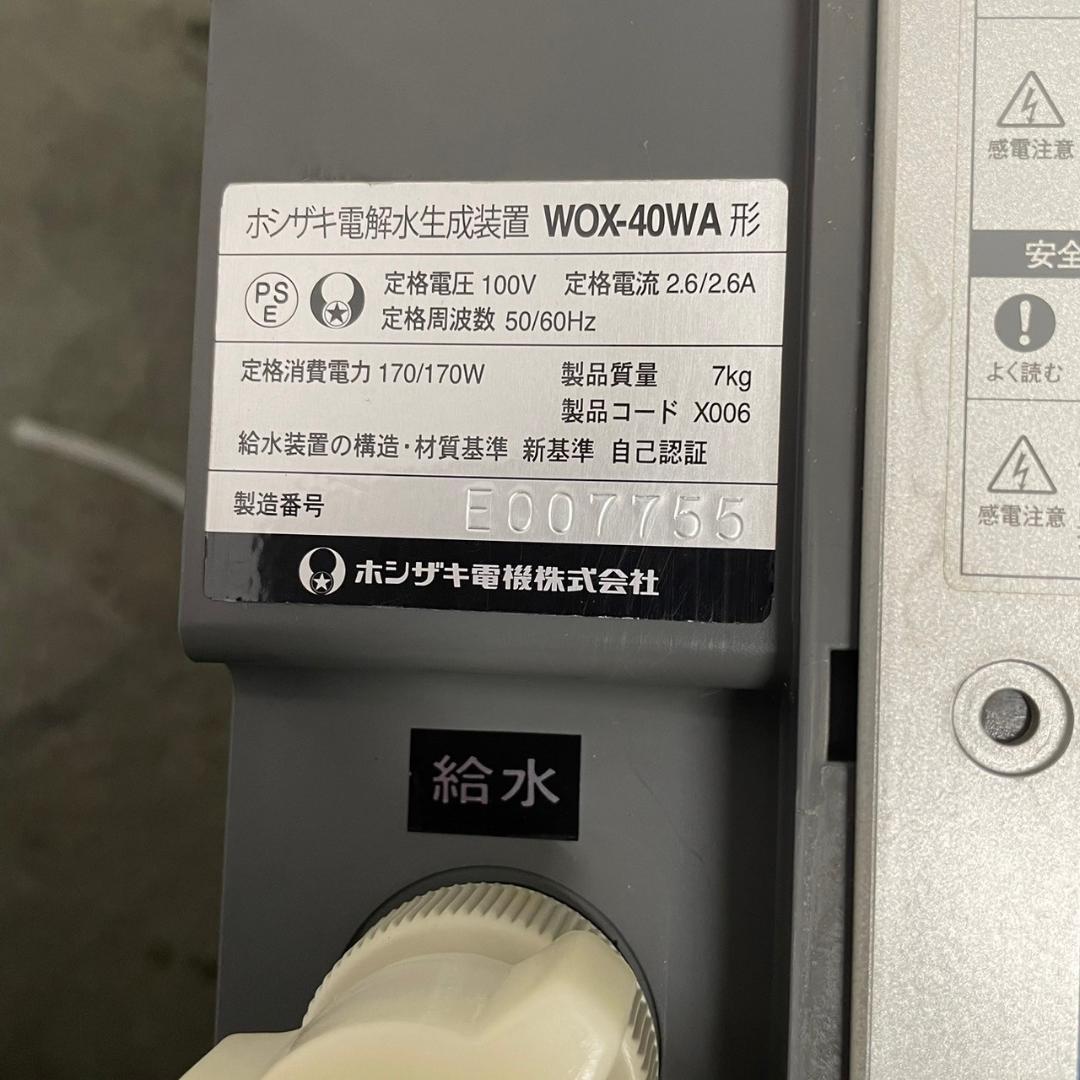 ホシザキ電解水生成装置 WOX-40WA 形
PS
E
定格電圧 100V 定格電流 2.6/2.6A
定格周波数 50/60Hz
定格消費電力 170/170W 製品質量 7kg
製品コード X006
給水装置の構造・材質基準 新基準 自己認証
製造番号 E007755
ホシザキ電機株式会社
給水
感電注意
安全
よく読む
感電注意